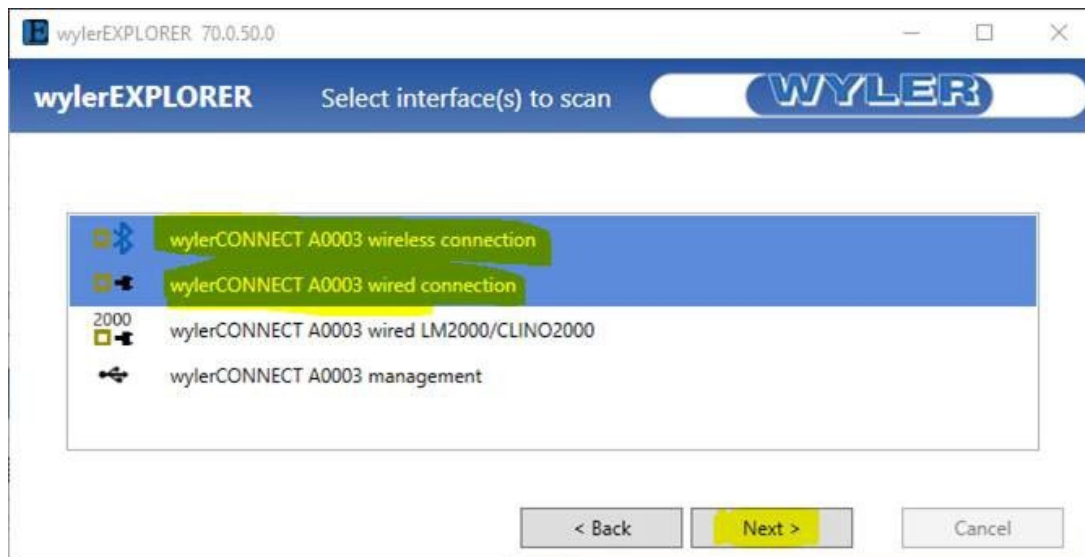 wylerEXPLORER 70.0.50.0
wylerEXPLORER Select interface(s) to scan WYLER
wylerCONNECT A0003 wireless connection
wylerCONNECT A0003 wired connection
2000
wylerCONNECT A0003 wired LM2000/CLINO2000
wylerCONNECT A0003 management
< Back Next > Cancel